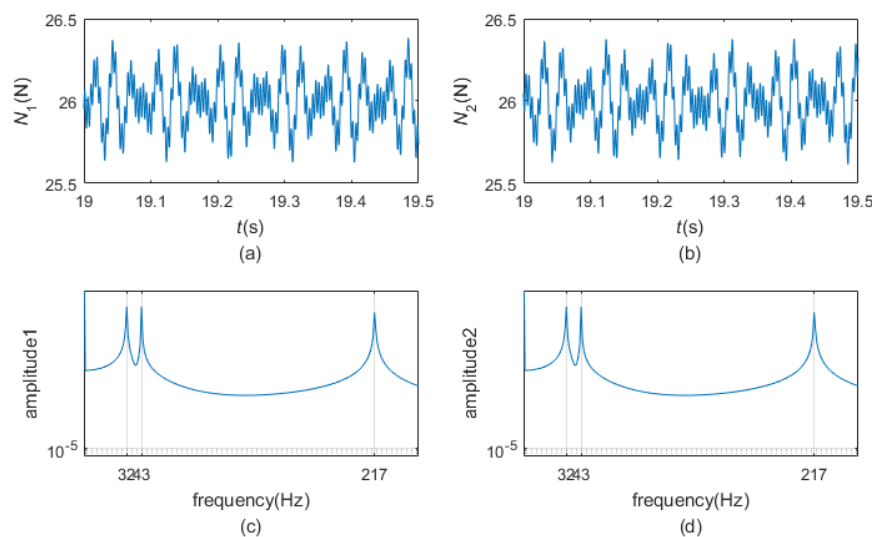 26.5
26
25.5
N1(N)
19 19.1 19.2 19.3 19.4 19.5
t(s)
(a)
26.5
26
25.5
N2(N)
19 19.1 19.2 19.3 19.4 19.5
t(s)
(b)
amplitude1
10-5
3243 217
frequency(Hz)
(c)
amplitude2
10-5
3243 217
frequency(Hz)
(d)